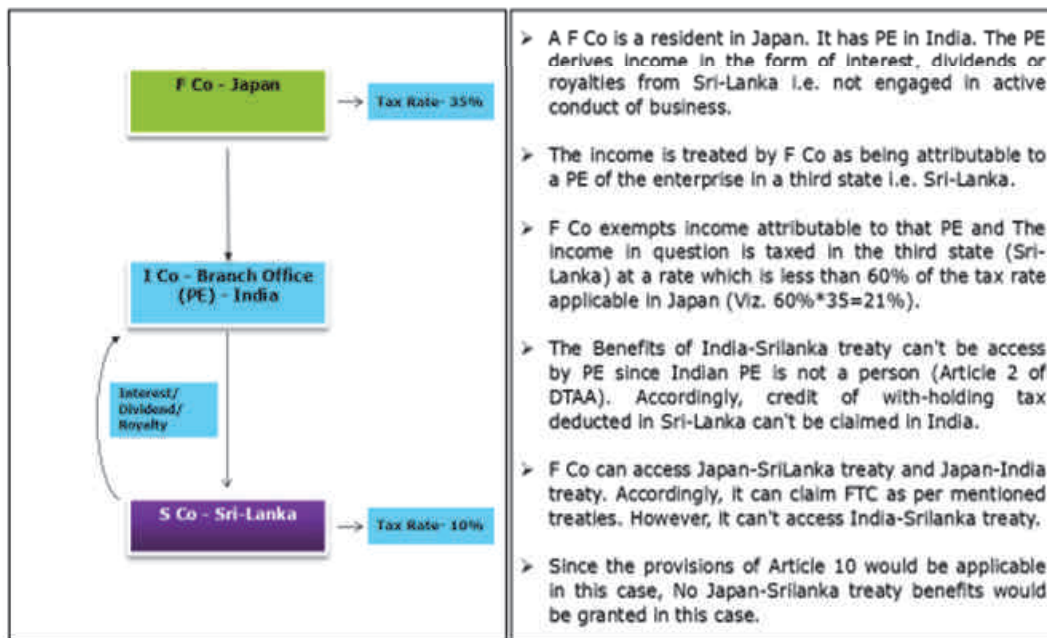 F Co - Japan
Tax Rate- 35%
I Co - Branch Office
(PE) - India
Interest/
Dividend/
Royalty
S Co - Sri-Lanka
Tax Rate- 10%
➤ A F Co is a resident in Japan. It has PE in India. The PE
derives income in the form of interest, dividends or
royalties from Sri-Lanka i.e. not engaged in active
conduct of business.
➤ The income is treated by F Co as being attributable to
a PE of the enterprise in a third state i.e. Sri-Lanka.
➤ F Co exempts income attributable to that PE and The
income in question is taxed in the third state (Sri-
Lanka) at a rate which is less than 60% of the tax rate
applicable in Japan (Viz. 60%*35=21%).
➤ The Benefits of India-Srilanka treaty can't be access
by PE since Indian PE is not a person (Article 2 of
DTAA). Accordingly, credit of with-holding tax
deducted in Sri-Lanka can't be claimed in India.
➤ F Co can access Japan-SriLanka treaty and Japan-India
treaty. Accordingly, it can claim FTC as per mentioned
treaties. However, it can't access India-Srilanka treaty.
➤ Since the provisions of Article 10 would be applicable
in this case, No Japan-Srilanka treaty benefits would
be granted in this case.